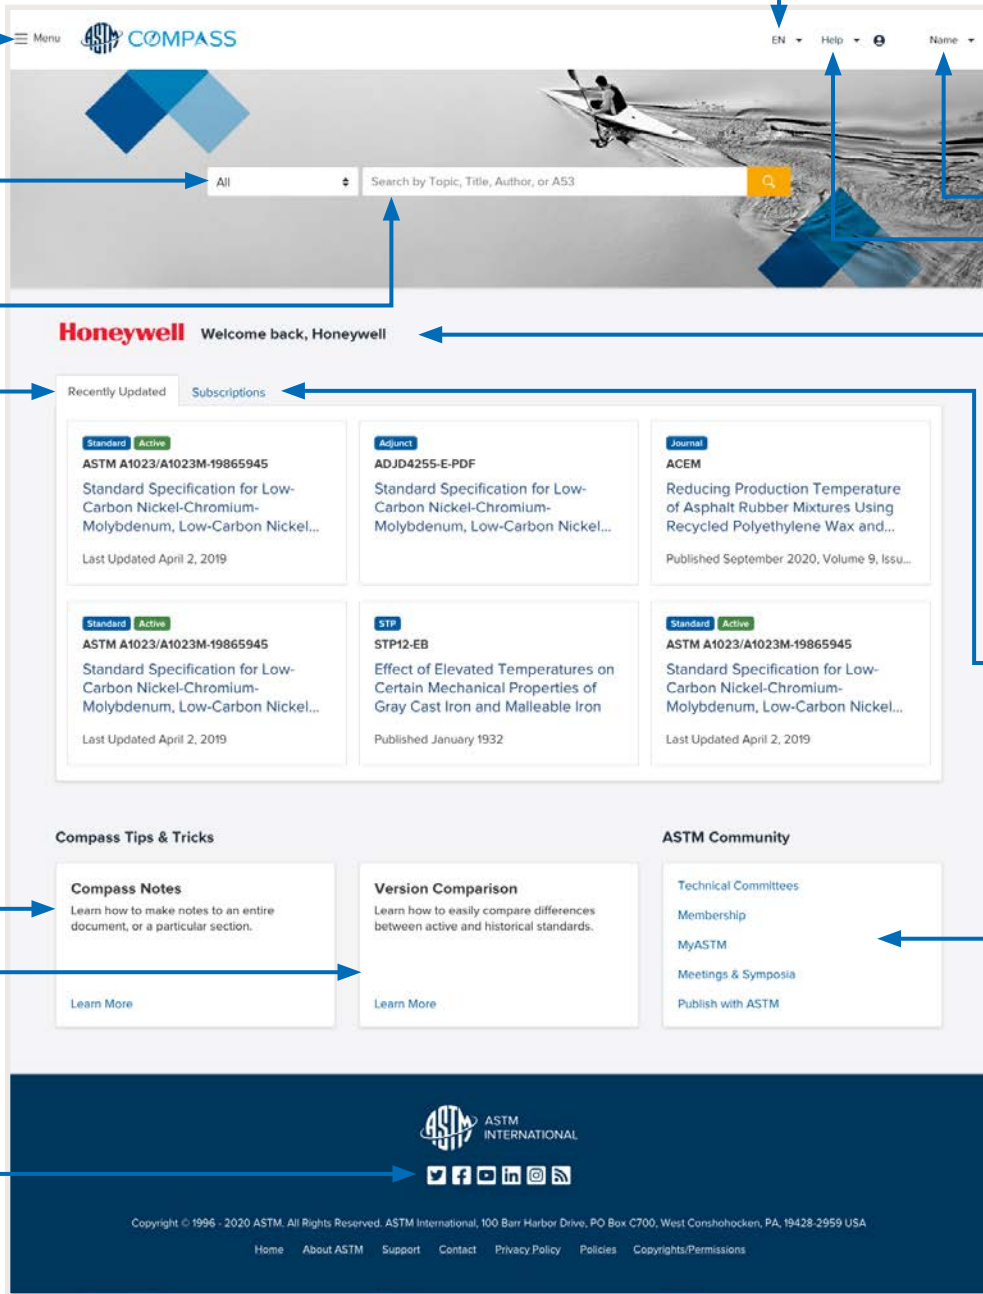 Menu
ASTM COMPASS
EN
Help
Name
All
Search by Topic, Title, Author, or A53
Honeywell
Welcome back, Honeywell
Recently Updated
Subscriptions
Standard Active
ASTM A1023/A1023M-19865945
Standard Specification for Low-
Carbon Nickel-Chromium-
Molybdenum, Low-Carbon Nickel...
Last Updated April 2, 2019
Adjunct
ADJD4255-E-PDF
Standard Specification for Low-
Carbon Nickel-Chromium-
Molybdenum, Low-Carbon Nickel...
Journal
ACEM
Reducing Production Temperature
of Asphalt Rubber Mixtures Using
Recycled Polyethylene Wax and...
Published September 2020, Volume 9, Issu...
Standard Active
ASTM A1023/A1023M-19865945
Standard Specification for Low-
Carbon Nickel-Chromium-
Molybdenum, Low-Carbon Nickel...
Last Updated April 2, 2019
STP
STP12-EB
Effect of Elevated Temperatures on
Certain Mechanical Properties of
Gray Cast Iron and Malleable Iron
Published January 1932
Standard Active
ASTM A1023/A1023M-19865945
Standard Specification for Low-
Carbon Nickel-Chromium-
Molybdenum, Low-Carbon Nickel...
Last Updated April 2, 2019
Compass Tips & Tricks
Compass Notes
Learn how to make notes to an entire
document, or a particular section.
Learn More
Version Comparison
Learn how to easily compare differences
between active and historical standards.
Learn More
ASTM Community
Technical Committees
Membership
MyASTM
Meetings & Symposia
Publish with ASTM
ASTM
ASTM
INTERNATIONAL
Copyright © 1996 - 2020 ASTM. All Rights Reserved. ASTM International, 100 Barr Harbor Drive, PO Box C700, West Conshohocken, PA, 19428-2959 USA
Home About ASTM Support Contact Privacy Policy Policies Copyrights/Permissions